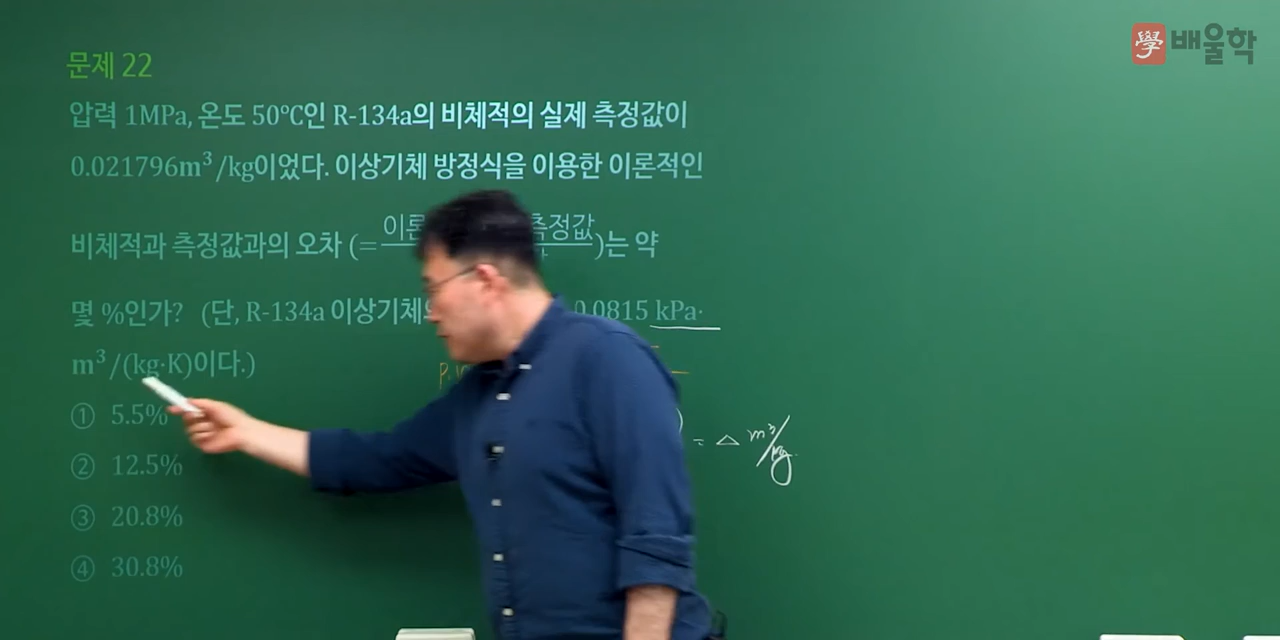 學 배울학
문제 22
압력 1MPa, 온도 50℃인 R-134a의 비체적의 실제 측정값이
0.021796m³/kg이었다. 이상기체 방정식을 이용한 이론적인
비체적과 측정값과의 오차 (= 측정값 )는 약
몇 %인가? (단, R-134a 이상기체 0.0815 kPa·
m³/(kg·K)이다.)
= △ m³/kg
① 5.5%
② 12.5%
③ 20.8%
④ 30.8%